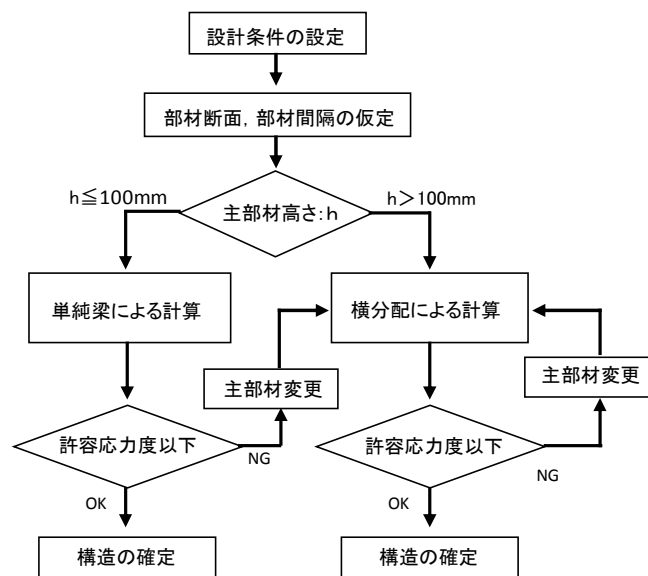 設計条件の設定
部材断面，部材間隔の仮定
h≦100mm
主部材高さ：h
h＞100mm
単純梁による計算
横分配による計算
主部材変更
主部材変更
許容応力度以下
NG
許容応力度以下
NG
OK
OK
構造の確定
構造の確定